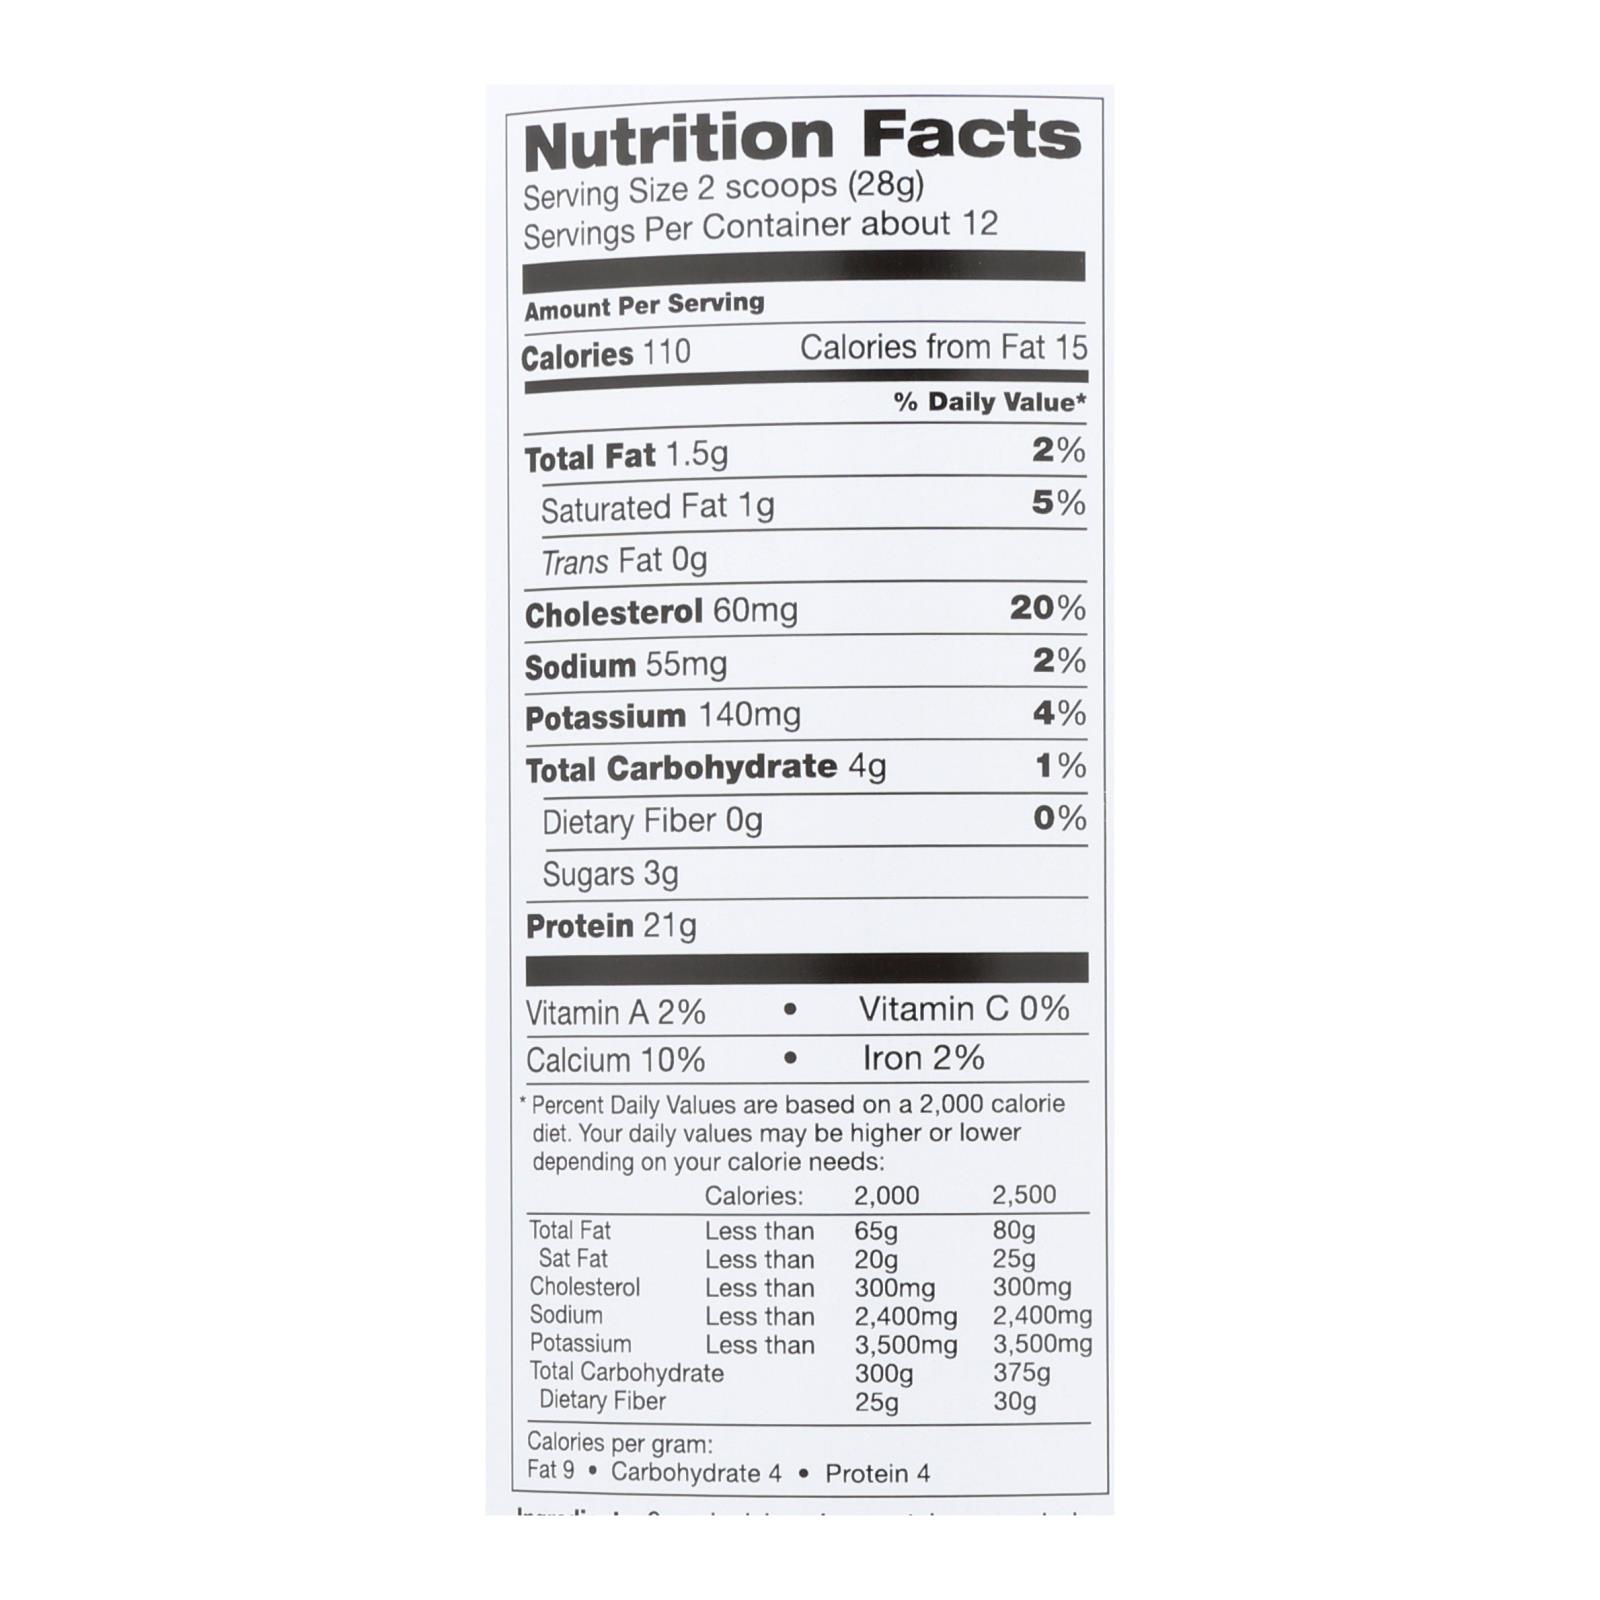 Nutrition Facts
Serving Size 2 scoops (28g)
Servings Per Container about 12
Amount Per Serving
Calories 110 Calories from Fat 15
% Daily Value*
Total Fat 1.5g 2%
Saturated Fat 1g 5%
Trans Fat 0g
Cholesterol 60mg 20%
Sodium 55mg 2%
Potassium 140mg 4%
Total Carbohydrate 4g 1%
Dietary Fiber 0g 0%
Sugars 3g
Protein 21g
Vitamin A 2% • Vitamin C 0%
Calcium 10% • Iron 2%
* Percent Daily Values are based on a 2,000 calorie
diet. Your daily values may be higher or lower
depending on your calorie needs:
Calories: 2,000 2,500
Total Fat Less than 65g 80g
Sat Fat Less than 20g 25g
Cholesterol Less than 300mg 300mg
Sodium Less than 2,400mg 2,400mg
Potassium Less than 3,500mg 3,500mg
Total Carbohydrate 300g 375g
Dietary Fiber 25g 30g
Calories per gram:
Fat 9 • Carbohydrate 4 • Protein 4